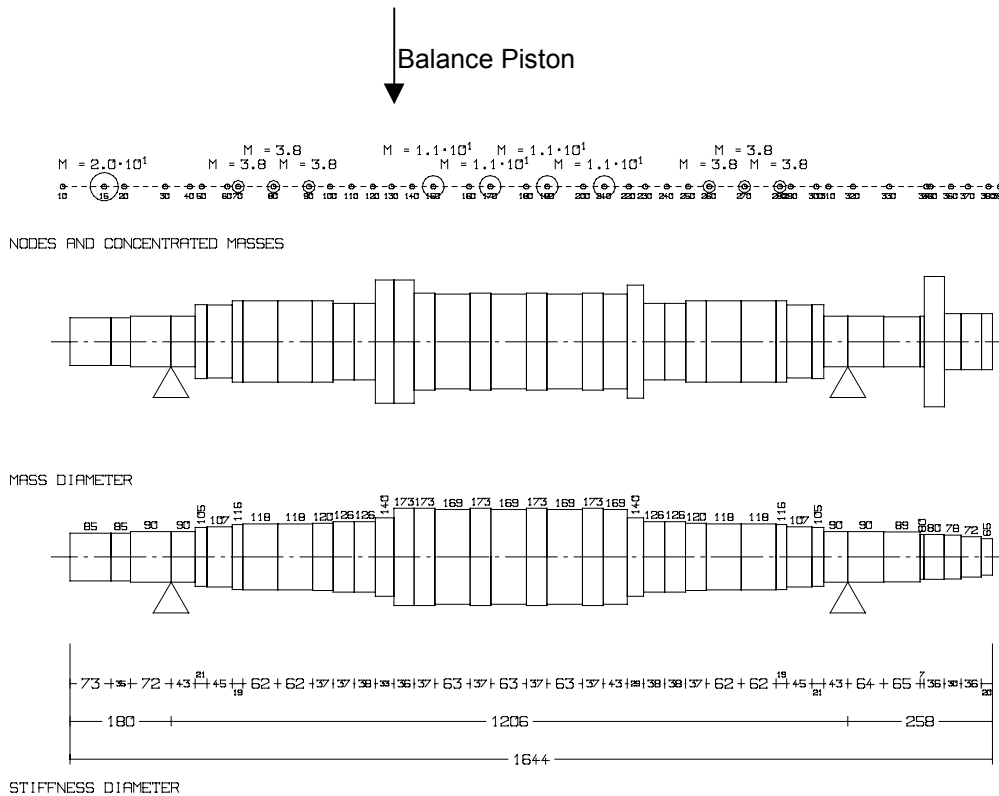 Balance Piston
M = 3.8 M = 1.1·10¹ M = 1.1·10¹ M = 3.8
M = 2.0·10¹ M = 3.8 M = 3.8 M = 1.1·10¹ M = 1.1·10¹ M = 3.8 M = 3.8
10 15 20 30 40 50 70 80 90 100 110 120 130 140 150 160 170 180 190 200 210 220 230 240 250 260 270 280 290 300 310 320 330 360 370 380
NODES AND CONCENTRATED MASSES
MASS DIAMETER
85 85 90 90 105 107 116 118 118 120 126 126 140 173 173 169 173 169 173 169 173 169 140 126 126 120 118 118 116 107 105 90 90 89 80 80 78 72 65
73 36 72 43 21 45 19 62 62 37 37 38 33 36 37 63 37 63 37 63 37 43 29 38 38 37 62 62 19 45 21 43 64 65 7 36 30 36 20
180 1206 258
1644
STIFFNESS DIAMETER